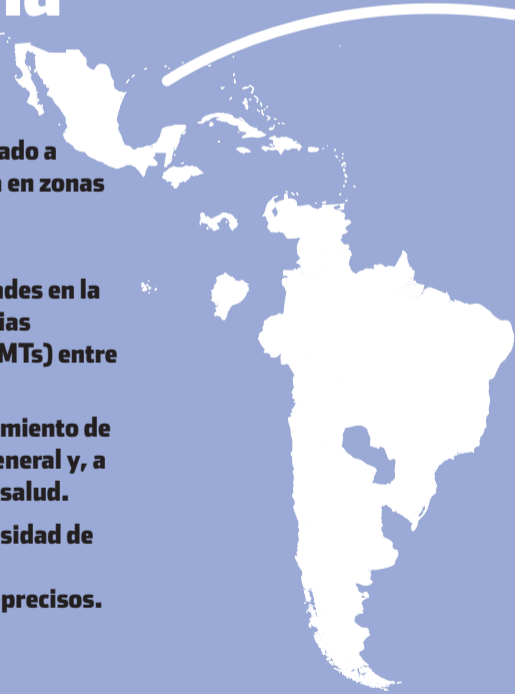 ado a
en zonas
ades en la
ias
MTs) entre
miento de
eneral y, a
salud.
sidad de
precisos.